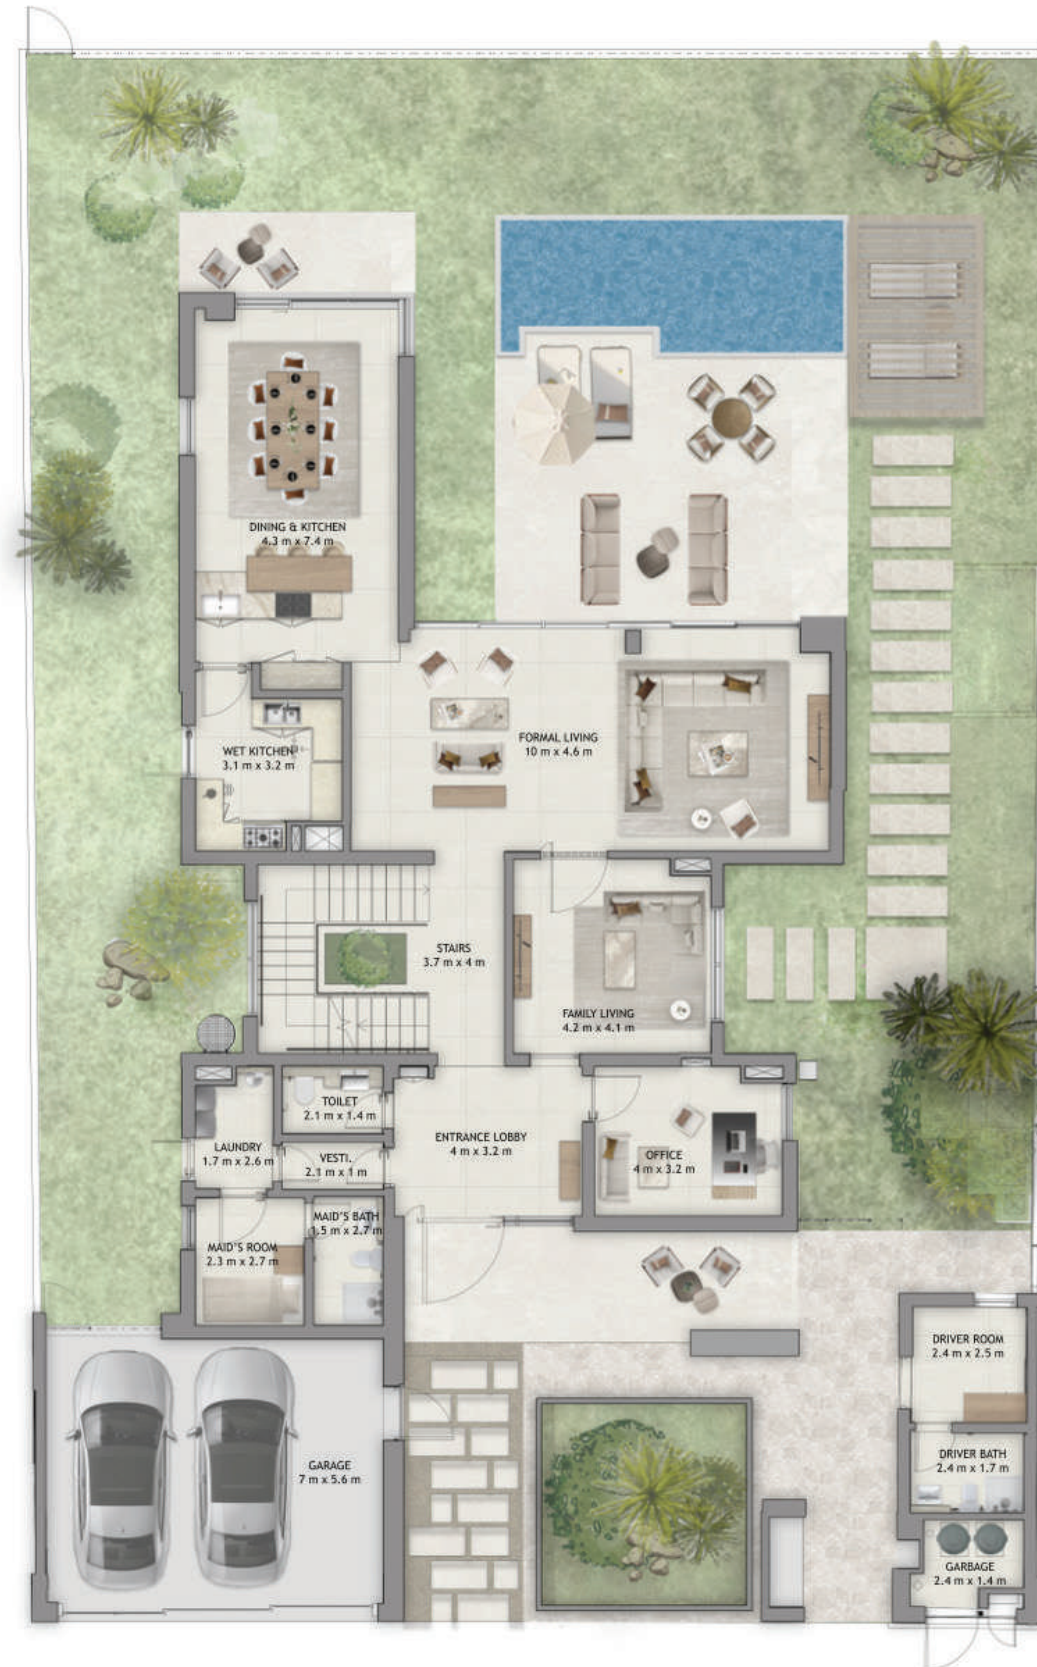 DINING & KITCHEN
4.3 m x 7.4 m
WET KITCHEN
3.1 m x 3.2 m
FORMAL LIVING
10 m x 4.6 m
STAIRS
3.7 m x 4 m
FAMILY LIVING
4.2 m x 4.1 m
TOILET
2.1 m x 1.4 m
LAUNDRY
1.7 m x 2.6 m
VESTI.
2.1 m x 1 m
ENTRANCE LOBBY
4 m x 3.2 m
OFFICE
4 m x 3.2 m
MAID'S BATH
1.5 m x 2.7 m
MAID'S ROOM
2.3 m x 2.7 m
DRIVER ROOM
2.4 m x 2.5 m
DRIVER BATH
2.4 m x 1.7 m
GARAGE
7 m x 5.6 m
GARBAGE
2.4 m x 1.4 m